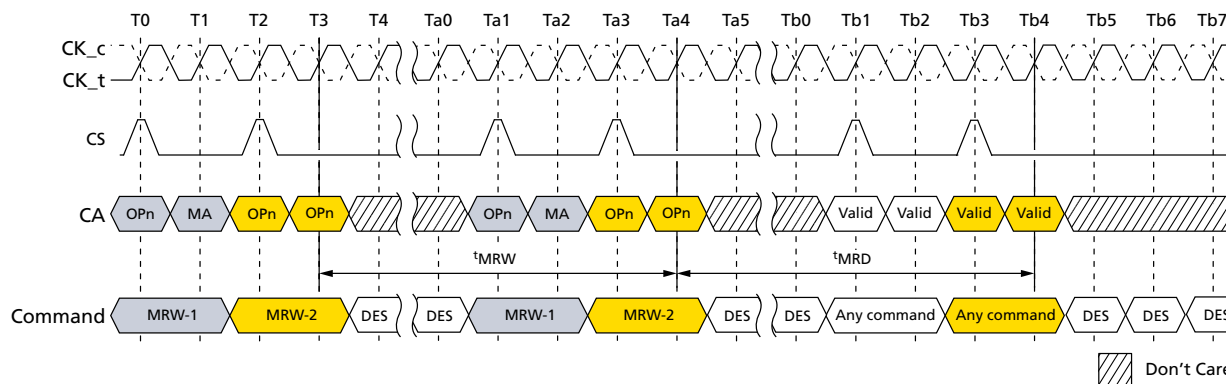 T0 T1 T2 T3 T4 Ta0 Ta1 Ta2 Ta3 Ta4 Ta5 Tb0 Tb1 Tb2 Tb3 Tb4 Tb5 Tb6 Tb7
CK_c
CK_t
CS
CA OPn MA OPn OPn OPn MA OPn OPn Valid Valid Valid Valid
tMRW tMRD
Command MRW-1 MRW-2 DES DES MRW-1 MRW-2 DES DES Any command Any command DES DES DES
Don't Care